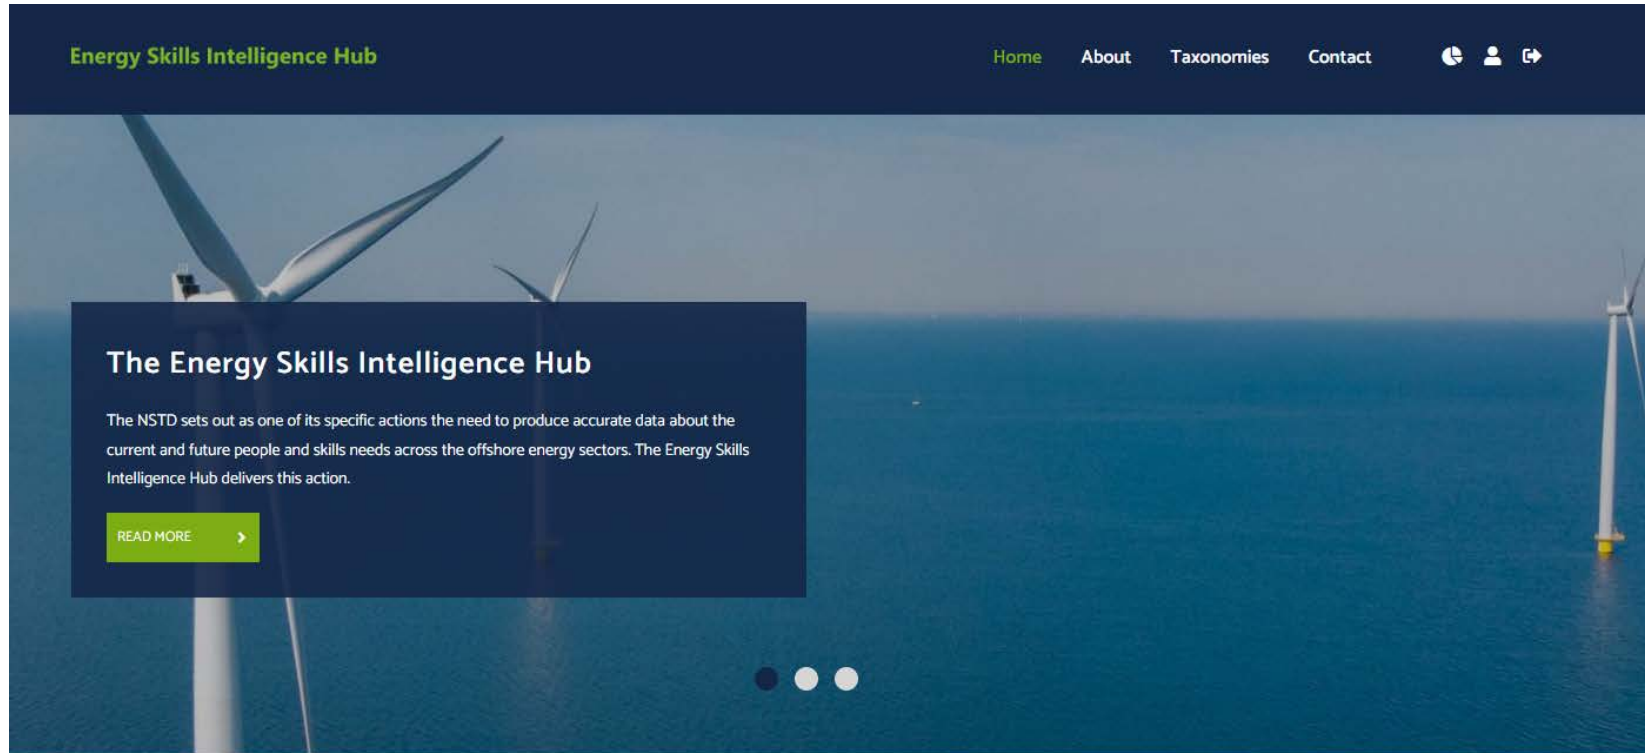 Energy Skills Intelligence Hub
Home About Taxonomies Contact
The Energy Skills Intelligence Hub
The NSTD sets out as one of its specific actions the need to produce accurate data about the
current and future people and skills needs across the offshore energy sectors. The Energy Skills
Intelligence Hub delivers this action.
READ MORE